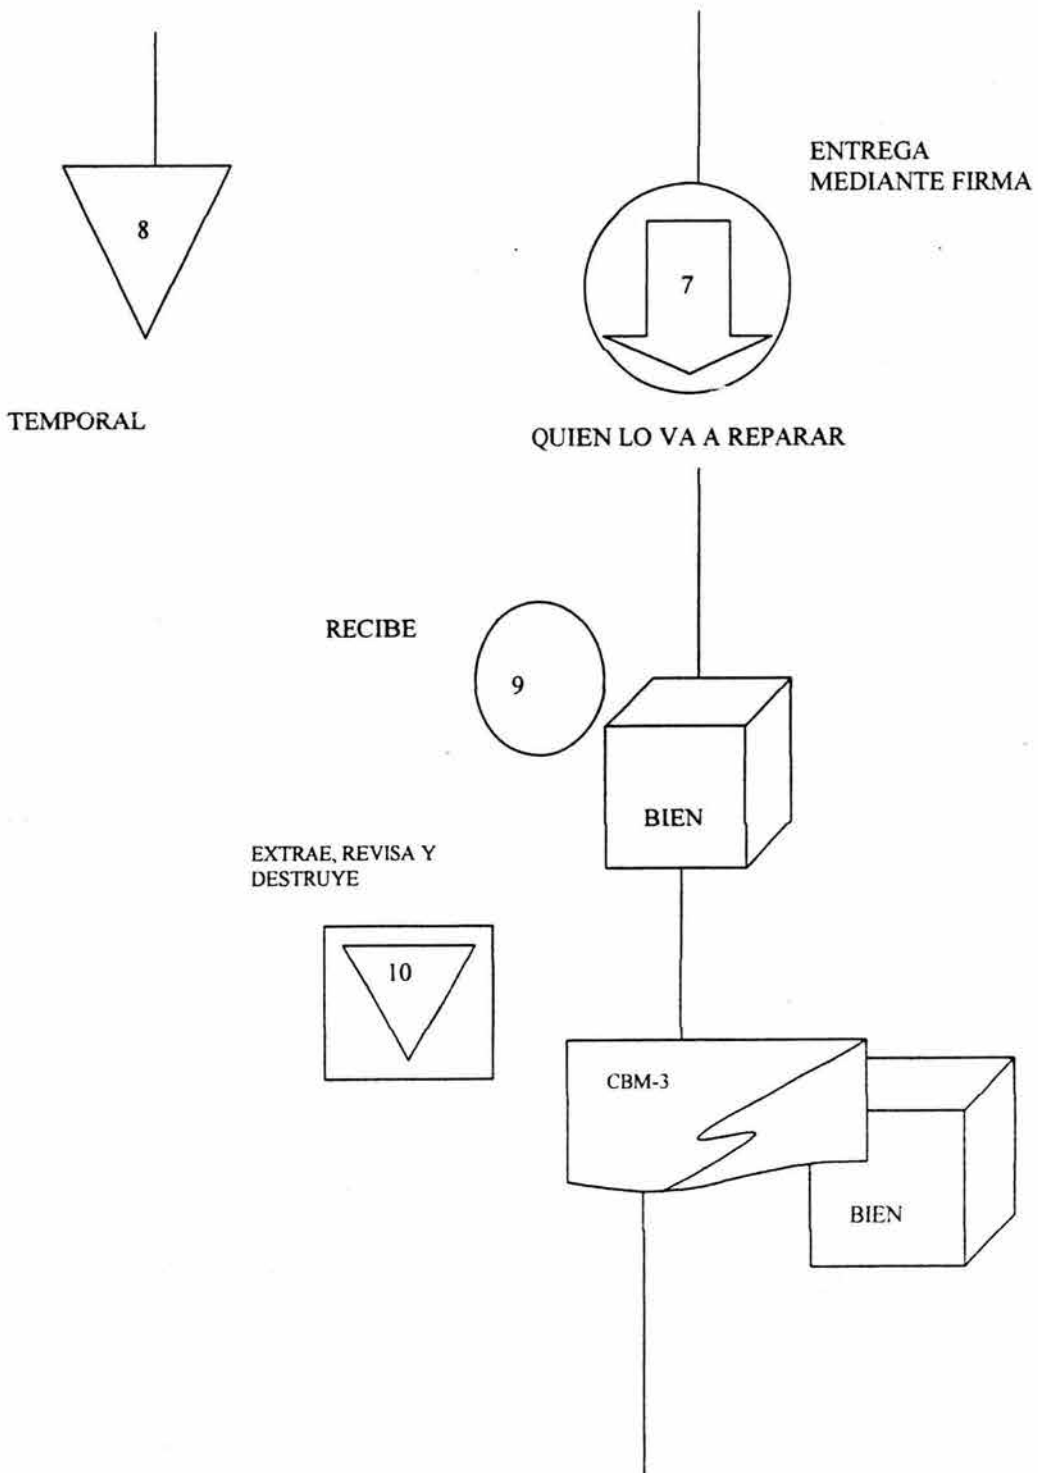 8
ENTREGA
MEDIANTE FIRMA
7
TEMPORAL
QUIEN LO VA A REPARAR
RECIBE
9
BIEN
EXTRAE, REVISA Y
DESTRUYE
10
CBM-3
BIEN